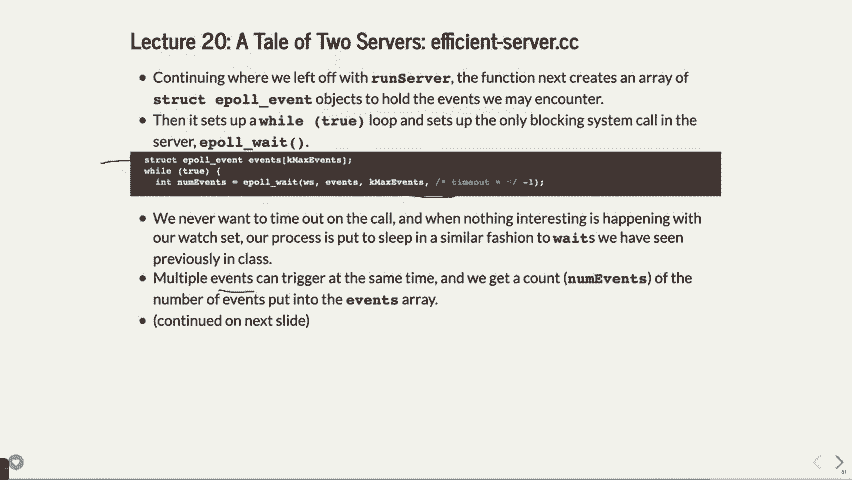 Lecture 20: A Tale of Two Servers: efficient-server.cc
• Continuing where we left off with runServer, the function next creates an array of
struct epoll_event objects to hold the events we may encounter.
• Then it sets up a while (true) loop and sets up the only blocking system call in the
server, epoll_wait().
struct epoll_event events[kMaxEvents];
while (true) {
int numEvents = epoll_wait(ws, events, kMaxEvents, /* timeout = */ -1);
• We never want to time out on the call, and when nothing interesting is happening with
our watch set, our process is put to sleep in a similar fashion to waits we have seen
previously in class.
• Multiple events can trigger at the same time, and we get a count (numEvents) of the
number of events put into the events array.
• (continued on next slide)